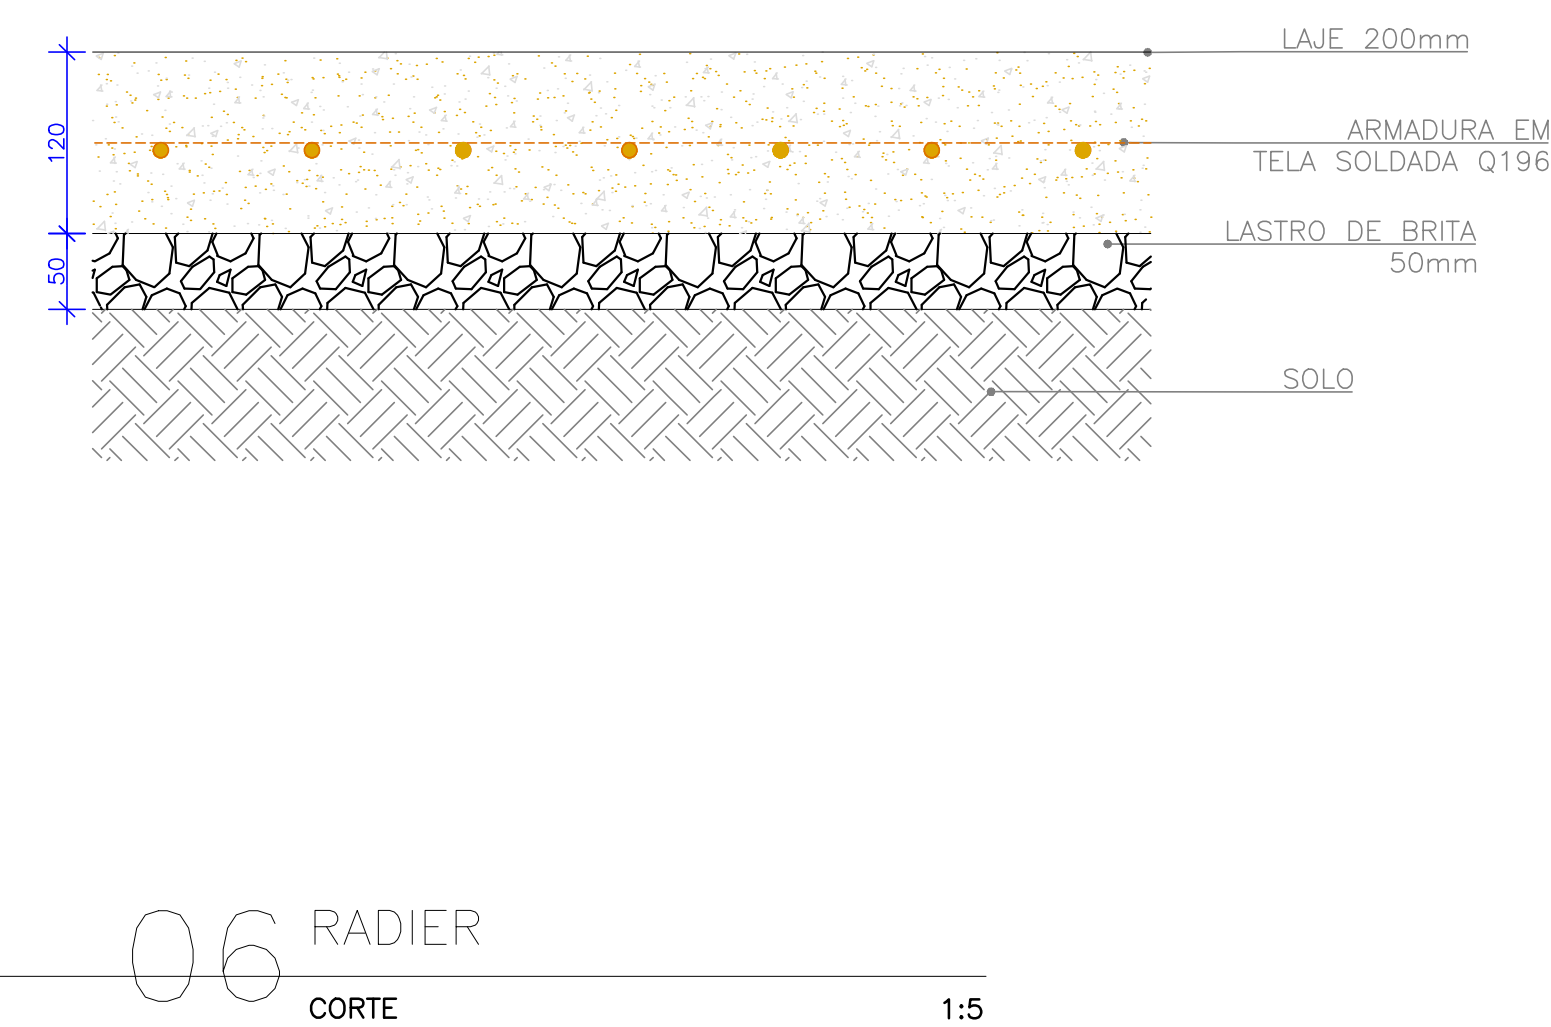 LAJE 200mm
120
ARMADURA EM
TELA SOLDADA Q196
LASTRO DE BRITA
50mm
50
SOLO
06
RADIER
CORTE
1:5